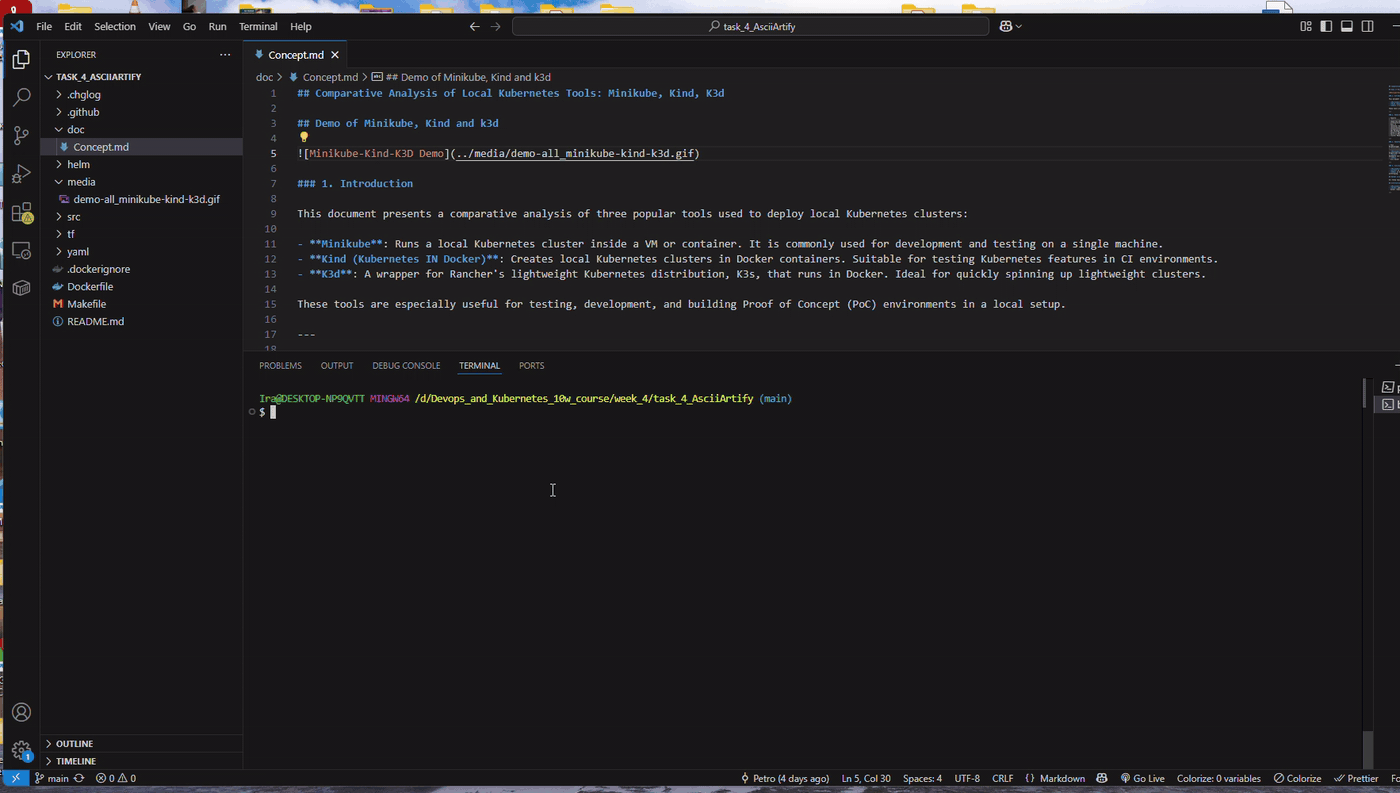 File Edit Selection View Go Run Terminal Help
task_4_AsciiArtify
EXPLORER
TASK_4_ASCIIARTIFY
.chglog
.github
doc
Concept.md
helm
media
demo-all_minikube-kind-k3d.gif
src
tf
yaml
.dockerignore
Dockerfile
Makefile
README.md
OUTLINE
TIMELINE
Concept.md
doc > Concept.md > ## Demo of Minikube, Kind and k3d
1 ## Comparative Analysis of Local Kubernetes Tools: Minikube, Kind, K3d
2
3 ## Demo of Minikube, Kind and k3d
4
5 ![Minikube-Kind-K3D Demo](../media/demo-all_minikube-kind-k3d.gif)
6
7 ### 1. Introduction
8
9 This document presents a comparative analysis of three popular tools used to deploy local Kubernetes clusters:
10
11 - **Minikube**: Runs a local Kubernetes cluster inside a VM or container. It is commonly used for development and testing on a single machine.
12 - **Kind (Kubernetes IN Docker)**: Creates local Kubernetes clusters in Docker containers. Suitable for testing Kubernetes features in CI environments.
13 - **K3d**: A wrapper for Rancher's lightweight Kubernetes distribution, K3s, that runs in Docker. Ideal for quickly spinning up lightweight clusters.
14
15 These tools are especially useful for testing, development, and building Proof of Concept (PoC) environments in a local setup.
16
17 ---
18
PROBLEMS OUTPUT DEBUG CONSOLE TERMINAL PORTS
Ira@DESKTOP-NP9QVTT MINGW64 /d/Devops_and_Kubernetes_10w_course/week_4/task_4_AsciiArtify (main)
$
main 0 0 Petro (4 days ago) Ln 5, Col 30 Spaces: 4 UTF-8 CRLF {} Markdown Go Live Colorize: 0 variables Colorize Prettier